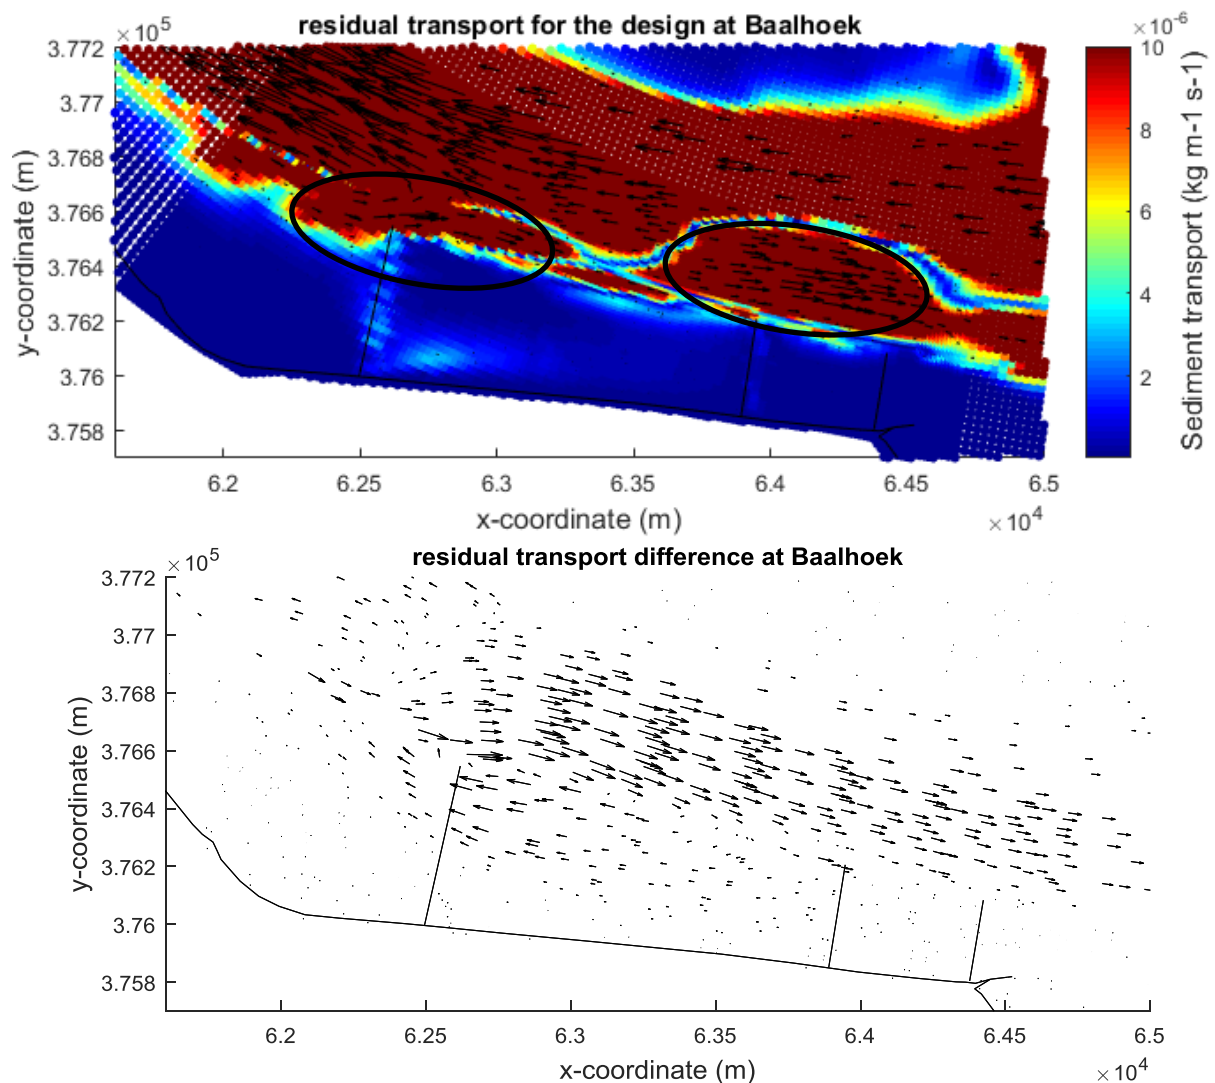 residual transport for the design at Baalhoek
×10^5
×10^-6
3.772
3.77
3.768
3.766
3.764
3.762
3.76
3.758
y-coordinate (m)
6.2 6.25 6.3 6.35 6.4 6.45 6.5
x-coordinate (m)
×10^4
10
8
6
4
2
Sediment transport (kg m-1 s-1)
residual transport difference at Baalhoek
×10^5
3.772
3.77
3.768
3.766
3.764
3.762
3.76
3.758
y-coordinate (m)
6.2 6.25 6.3 6.35 6.4 6.45 6.5
x-coordinate (m)
×10^4